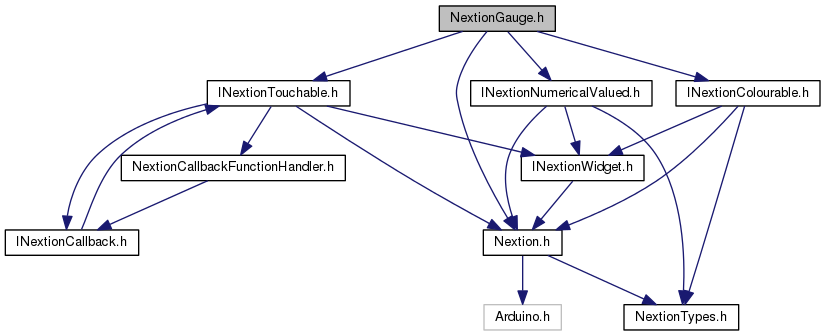 NextionGauge.h
INextionTouchable.h
INextionNumericalValued.h
INextionColourable.h
NextionCallbackFunctionHandler.h
INextionWidget.h
INextionCallback.h
Nextion.h
Arduino.h
NextionTypes.h